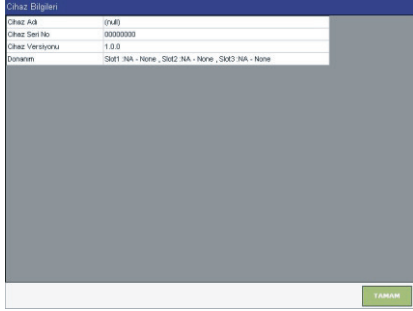 Cihaz Bilgileri
Cihaz Adı (null)
Cihaz Seri No 00000000
Cihaz Versiyonu 1.0.0
Donanım Slot1 :NA - None , Slot2 :NA - None , Slot3 :NA - None
TAMAM